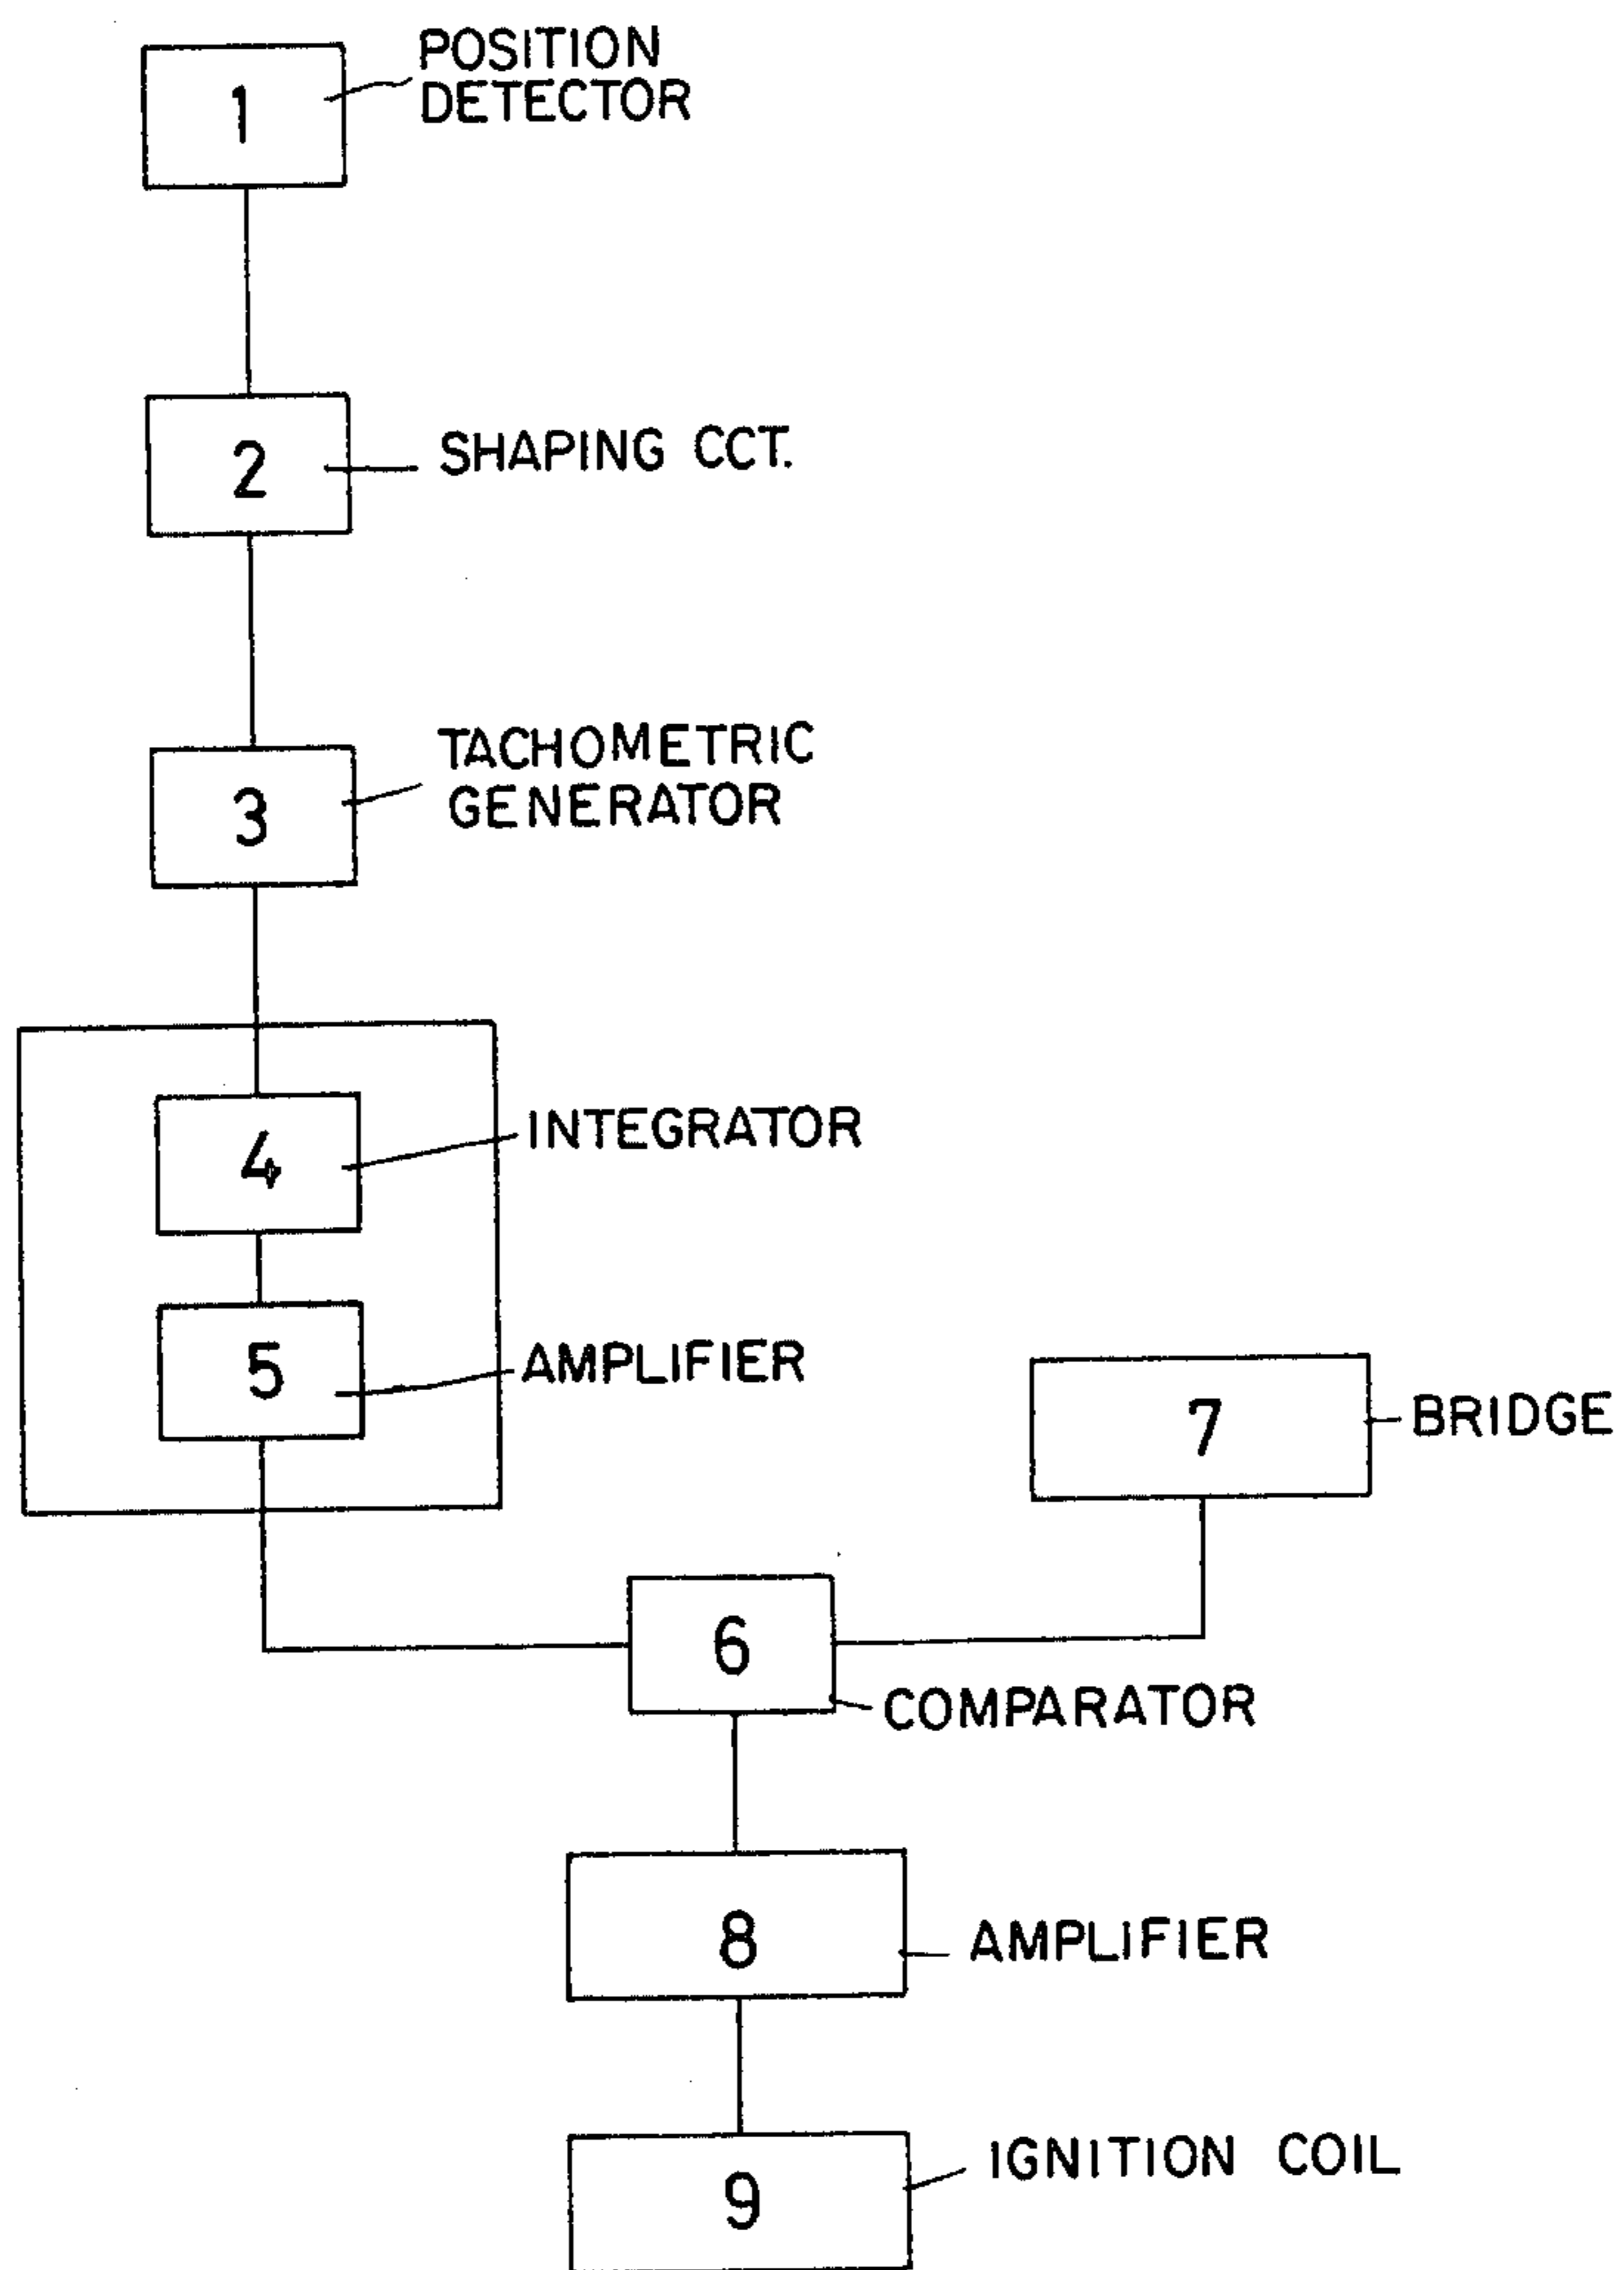 1
POSITION
DETECTOR
2
SHAPING CCT.
3
TACHOMETRIC
GENERATOR
4
INTEGRATOR
5
AMPLIFIER
7
BRIDGE
6
COMPARATOR
8
AMPLIFIER
9
IGNITION COIL